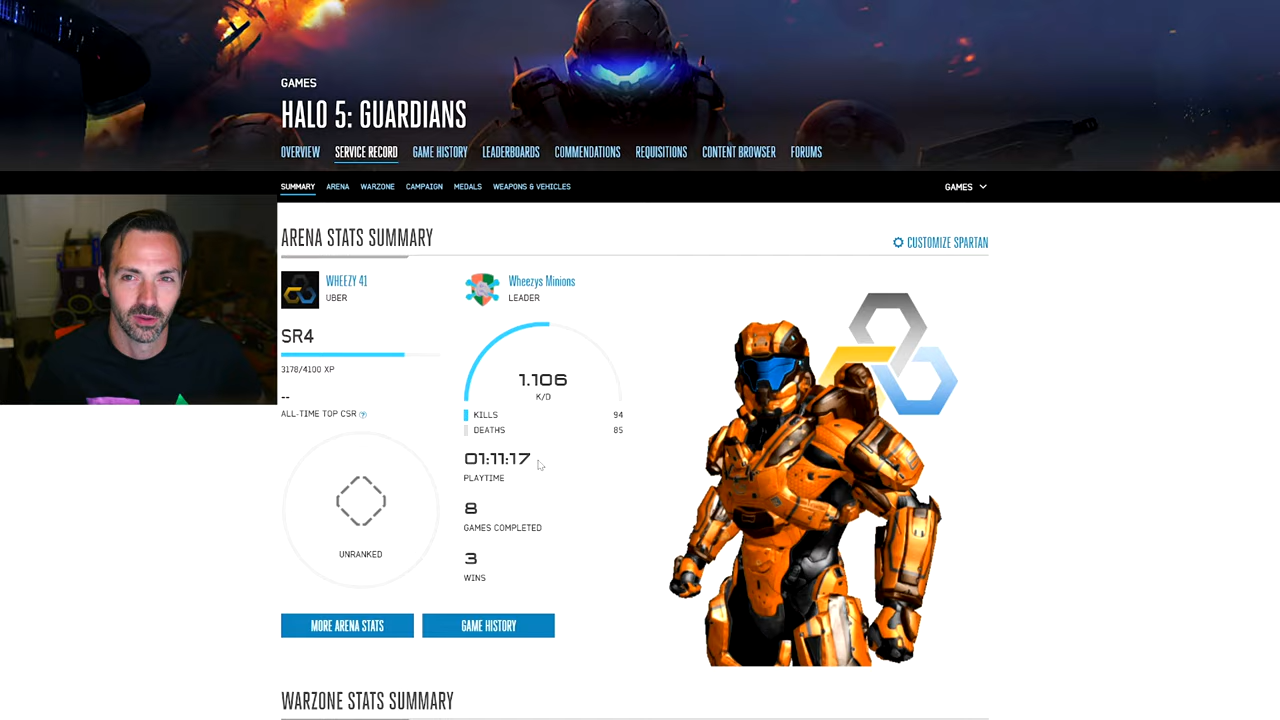 GAMES
HALO 5: GUARDIANS
OVERVIEW SERVICE RECORD GAME HISTORY LEADERBOARDS COMMENDATIONS REQUISITIONS CONTENT BROWSER FORUMS
SUMMARY ARENA WARZONE CAMPAIGN MEDALS WEAPONS & VEHICLES GAMES
ARENA STATS SUMMARY
CUSTOMIZE SPARTAN
WHEEZY 41
UBER
Wheezys Minions
LEADER
SR4
3178/4100 XP
--
ALL-TIME TOP CSR ?
UNRANKED
1.106
K/D
KILLS 94
DEATHS 85
01:11:17
PLAYTIME
8
GAMES COMPLETED
3
WINS
MORE ARENA STATS
GAME HISTORY
WARZONE STATS SUMMARY